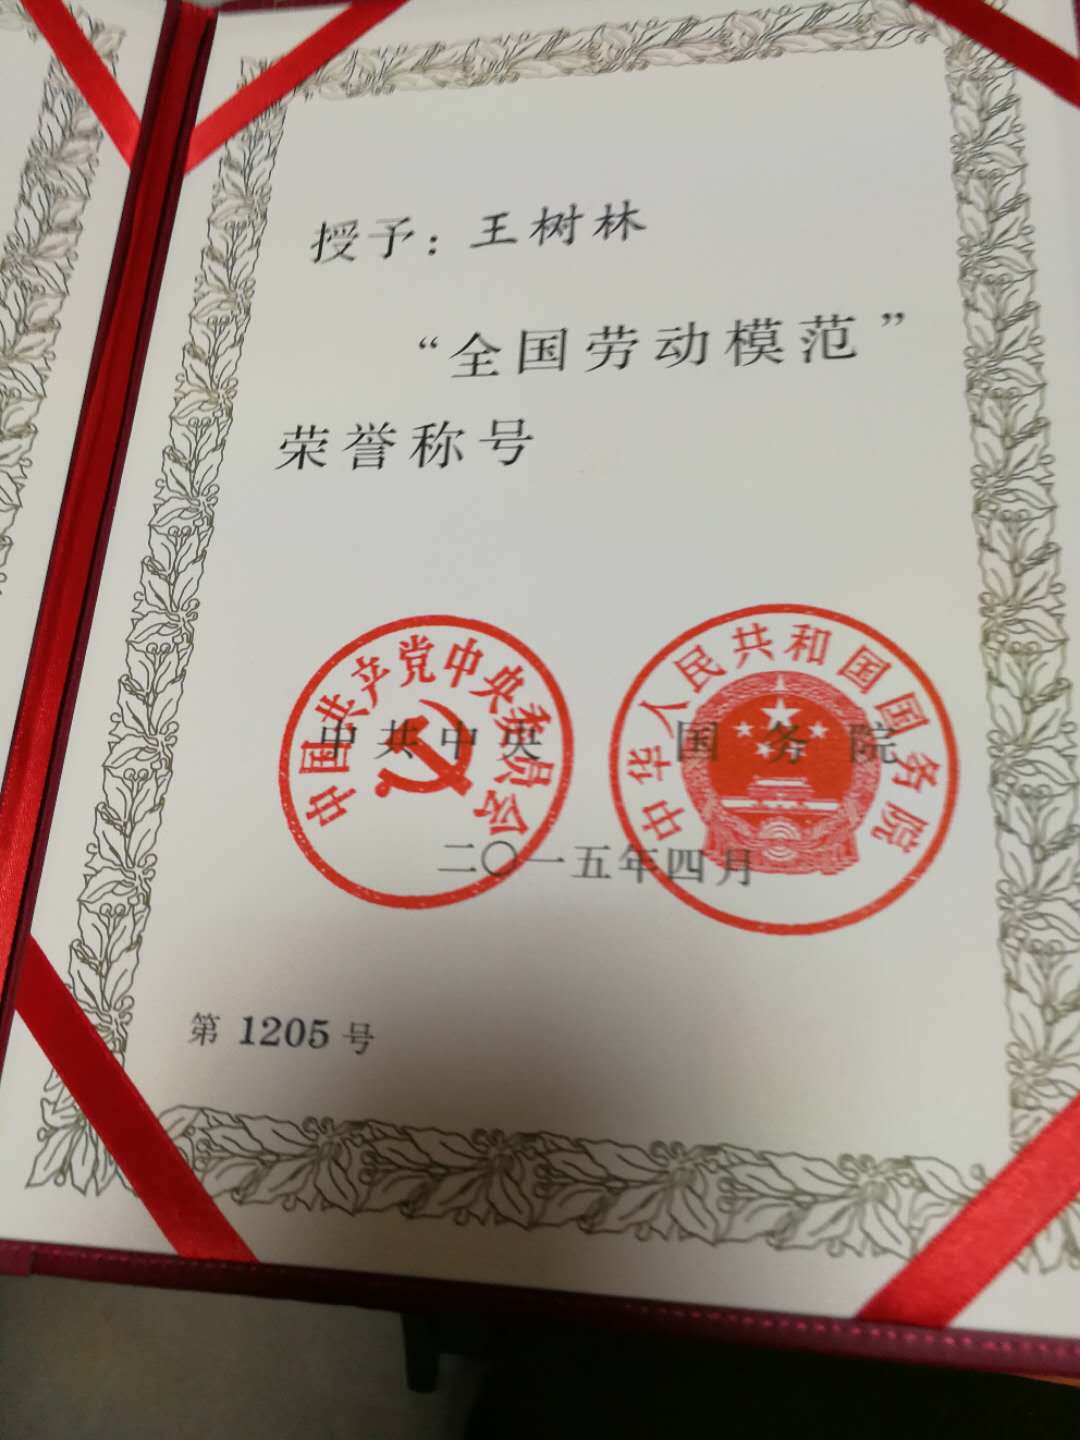 授予：王树林
“全国劳动模范”
荣誉称号
中国共产党中央委员会
中共中央
中华人民共和国国务院
国务院
二〇一五年四月
第 1205 号